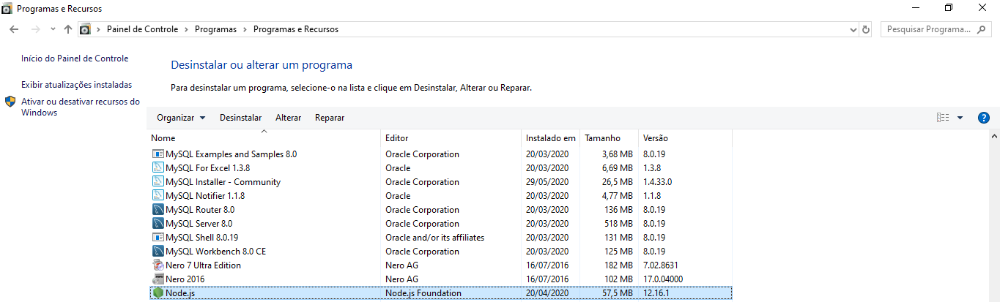 Programas e Recursos
Painel de Controle Programas Programas e Recursos Pesquisar Programa...
Início do Painel de Controle
Exibir atualizações instaladas
Ativar ou desativar recursos do
Windows
Desinstalar ou alterar um programa
Para desinstalar um programa, selecione-o na lista e clique em Desinstalar, Alterar ou Reparar.
Organizar Desinstalar Alterar Reparar ?
Nome Editor Instalado em Tamanho Versão
MySQL Examples and Samples 8.0 Oracle Corporation 20/03/2020 3,68 MB 8.0.19
MySQL For Excel 1.3.8 Oracle 20/03/2020 6,69 MB 1.3.8
MySQL Installer - Community Oracle Corporation 29/05/2020 26,5 MB 1.4.33.0
MySQL Notifier 1.1.8 Oracle 20/03/2020 4,77 MB 1.1.8
MySQL Router 8.0 Oracle Corporation 20/03/2020 136 MB 8.0.19
MySQL Server 8.0 Oracle Corporation 20/03/2020 518 MB 8.0.19
MySQL Shell 8.0.19 Oracle and/or its affiliates 20/03/2020 131 MB 8.0.19
MySQL Workbench 8.0 CE Oracle Corporation 20/03/2020 125 MB 8.0.19
Nero 7 Ultra Edition Nero AG 16/07/2016 182 MB 7.02.8631
Nero 2016 Nero AG 16/07/2016 102 MB 17.0.04000
Node.js Node.js Foundation 20/04/2020 57,5 MB 12.16.1